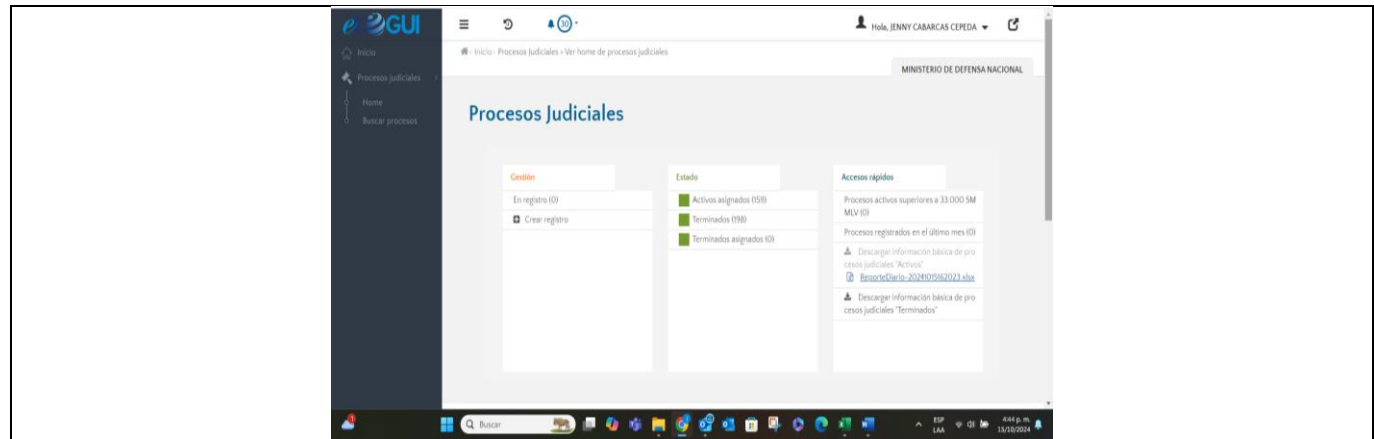 eKOGUI
30
Hola, JENNY CABARCAS CEPEDA
Inicio
Inicio › Procesos Judiciales › Ver home de procesos judiciales
MINISTERIO DE DEFENSA NACIONAL
Procesos judiciales
Home
Buscar procesos
Procesos Judiciales
Gestión
En registro (0)
Crear registro
Estado
Activos asignados (159)
Terminados (198)
Terminados asignados (0)
Accesos rápidos
Procesos activos superiores a 33.000 SM
MLV (0)
Procesos registrados en el último mes (0)
Descargar información básica de pro
cesos judiciales "Activos"
ReporteDiario-20241015162023.xlsx
Descargar información básica de pro
cesos judiciales "Terminados"
Buscar
ESP
LAA
4:44 p. m.
15/10/2024